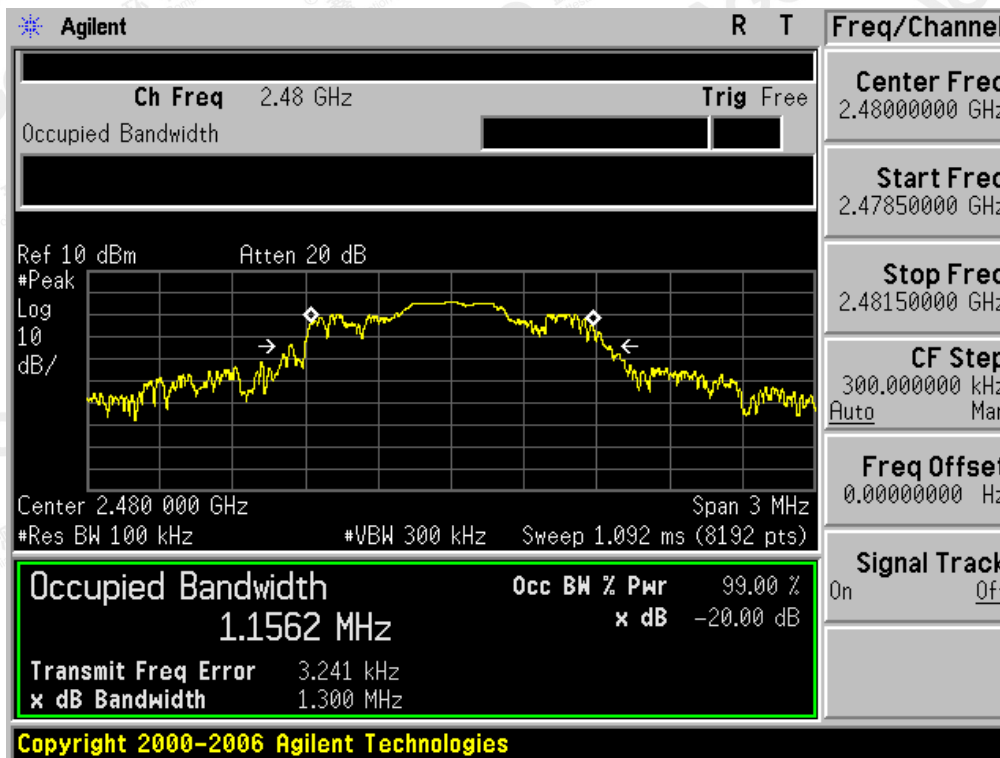 Agilent R T Freq/Channel
Ch Freq 2.48 GHz Trig Free
Occupied Bandwidth
Center Freq
2.48000000 GHz
Start Freq
2.47850000 GHz
Stop Freq
2.48150000 GHz
CF Step
300.000000 kHz
Auto Man
Freq Offset
0.00000000 Hz
Signal Track
On Off
Ref 10 dBm Atten 20 dB
#Peak
Log
10
dB/
Center 2.480 000 GHz Span 3 MHz
#Res BW 100 kHz #VBW 300 kHz Sweep 1.092 ms (8192 pts)
Occupied Bandwidth
1.1562 MHz
Occ BW % Pwr 99.00 %
x dB -20.00 dB
Transmit Freq Error 3.241 kHz
x dB Bandwidth 1.300 MHz
Copyright 2000-2006 Agilent Technologies